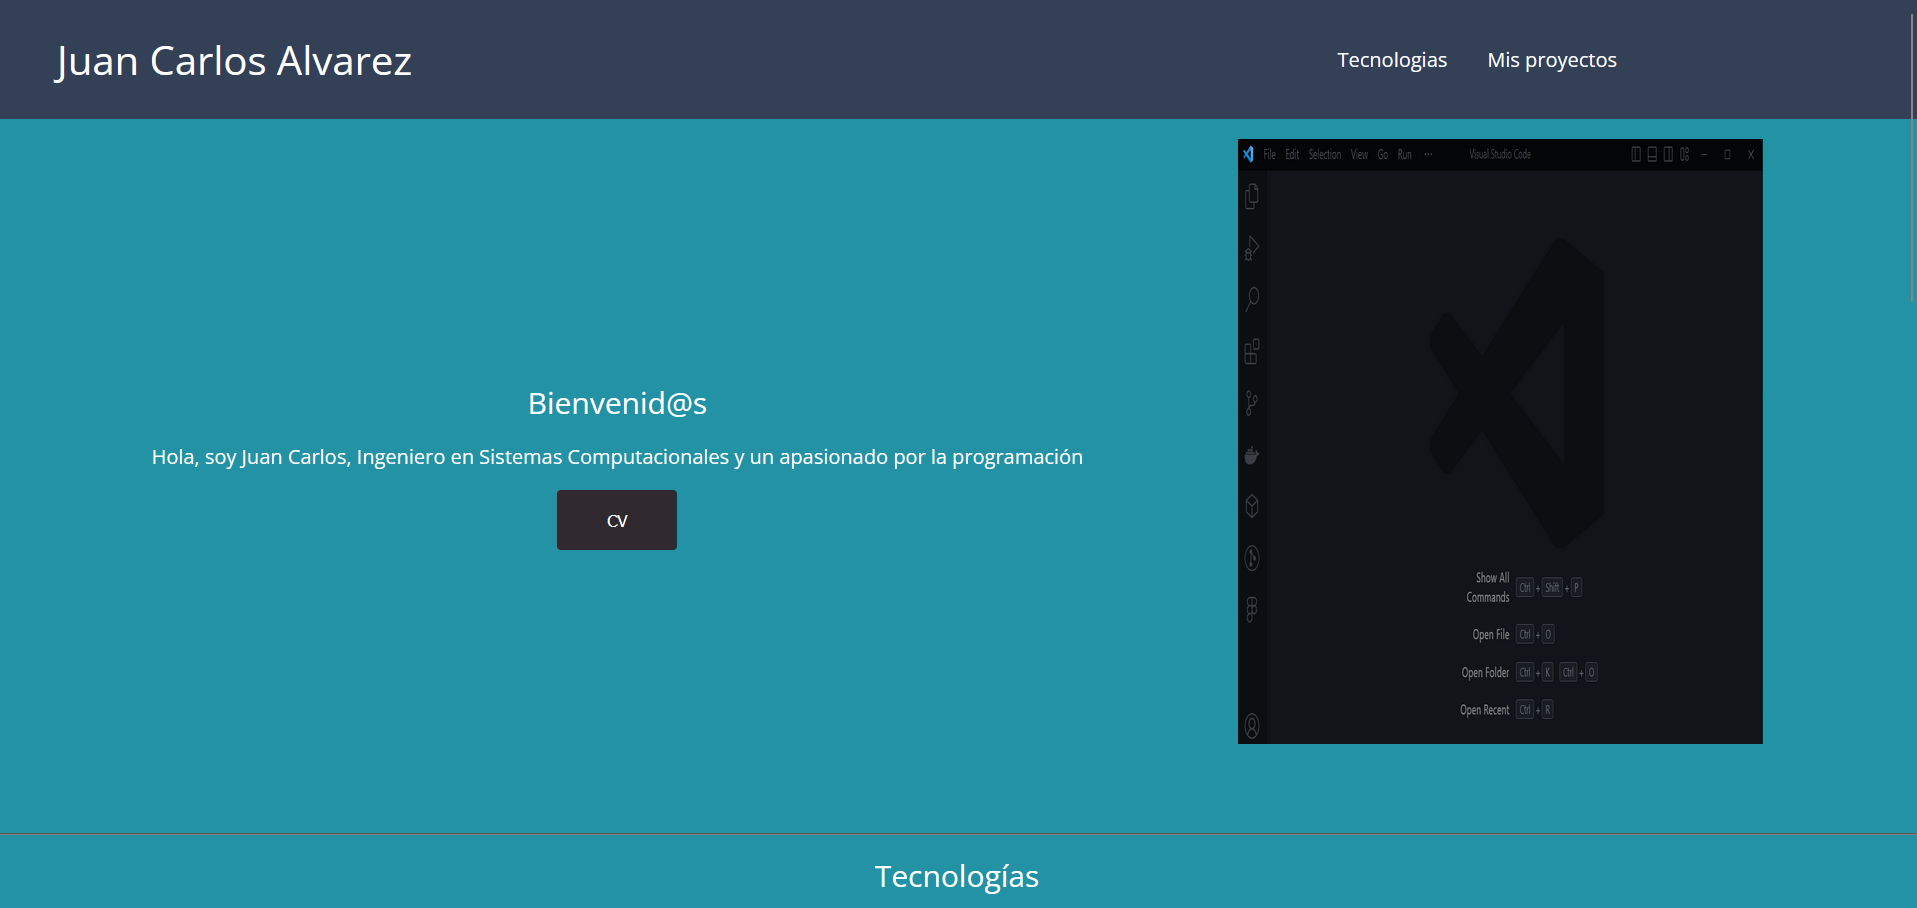 Juan Carlos Alvarez
Tecnologias Mis proyectos
File Edit Selection View Go Run ··· Visual Studio Code
Bienvenid@s
Hola, soy Juan Carlos, Ingeniero en Sistemas Computacionales y un apasionado por la programación
CV
Show All
Commands Ctrl + Shift + P
Open File Ctrl + O
Open Folder Ctrl + K Ctrl + O
Open Recent Ctrl + R
Tecnologías